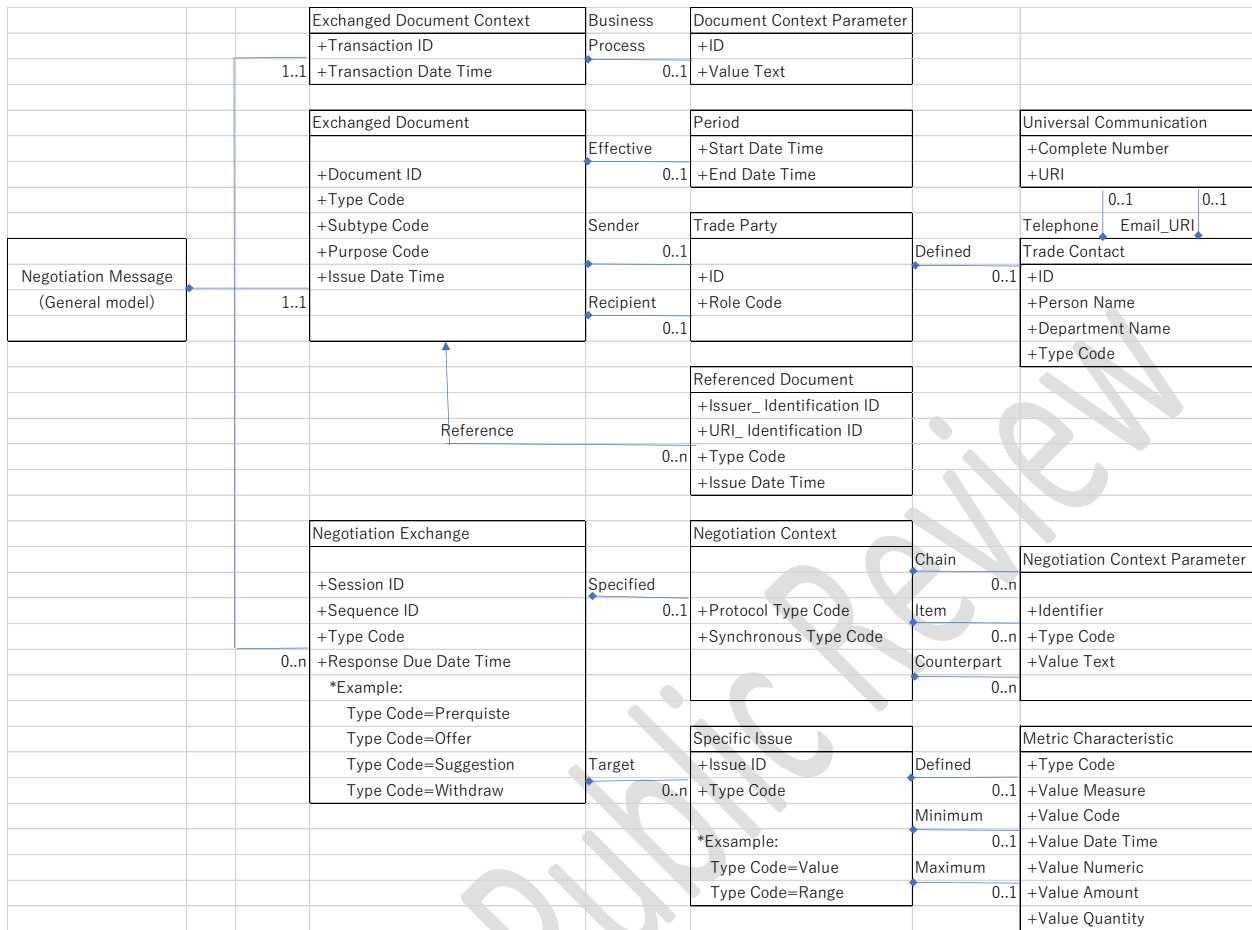 Exchanged Document Context
+Transaction ID
1..1 +Transaction Date Time
Business
Process
0..1
Document Context Parameter
+ID
+Value Text
Exchanged Document
+Document ID
+Type Code
+Subtype Code
+Purpose Code
+Issue Date Time
1..1
Effective
0..1
Period
+Start Date Time
+End Date Time
Universal Communication
+Complete Number
+URI
0..1
0..1
Telephone
Email_URI
Sender
0..1
Recipient
0..1
Trade Party
+ID
+Role Code
Defined
0..1
Trade Contact
+ID
+Person Name
+Department Name
+Type Code
Negotiation Message
(General model)
Reference
0..n
Referenced Document
+Issuer_ Identification ID
+URI_ Identification ID
+Type Code
+Issue Date Time
Negotiation Exchange
+Session ID
+Sequence ID
+Type Code
0..n +Response Due Date Time
*Example:
Type Code=Prerquiste
Type Code=Offer
Type Code=Suggestion
Type Code=Withdraw
Specified
0..1
Negotiation Context
+Protocol Type Code
+Synchronous Type Code
Chain
0..n
Item
0..n
Counterpart
0..n
Negotiation Context Parameter
+Identifier
+Type Code
+Value Text
Target
0..n
Specific Issue
+Issue ID
+Type Code
*Exsample:
Type Code=Value
Type Code=Range
Defined
0..1
Minimum
0..1
Maximum
0..1
Metric Characteristic
+Type Code
+Value Measure
+Value Code
+Value Date Time
+Value Numeric
+Value Amount
+Value Quantity
Public Review